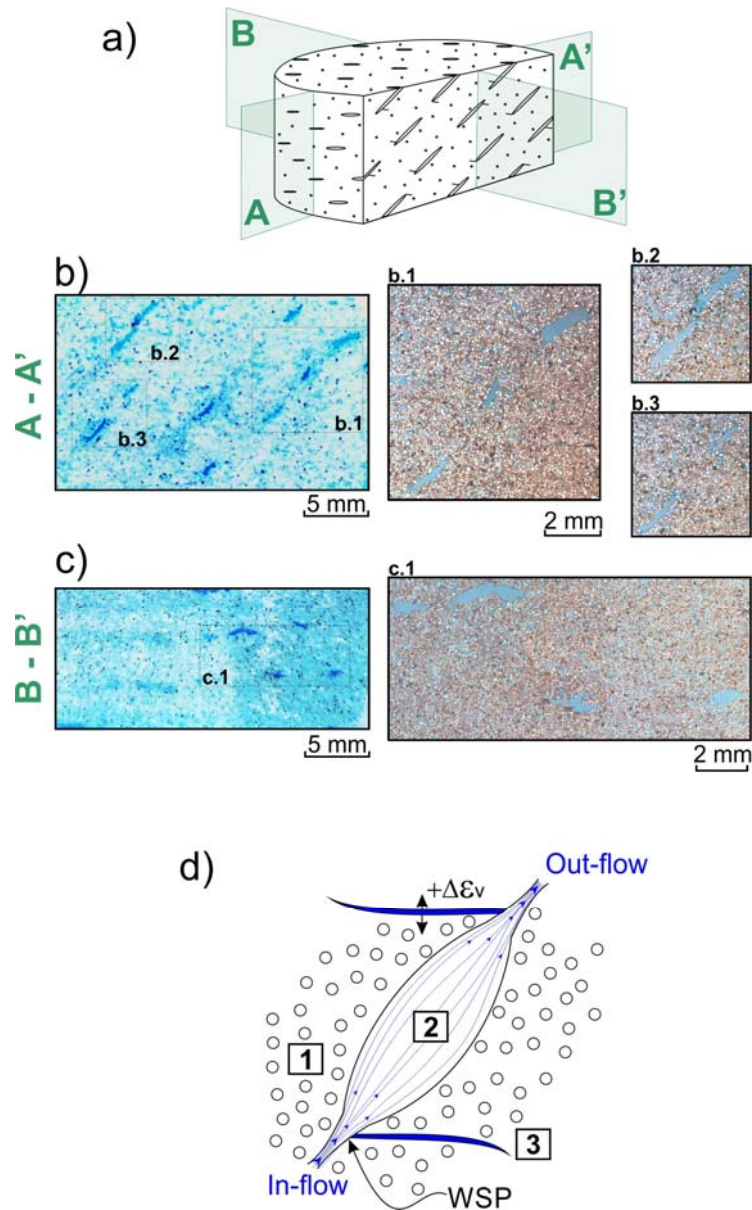 a)
B
A'
A
B'
b)
A - A'
b.2
b.3
b.1
5 mm
b.1
2 mm
b.2
b.3
c)
B - B'
c.1
5 mm
c.1
2 mm
d)
Out-flow
+Δεv
1
2
3
In-flow
WSP